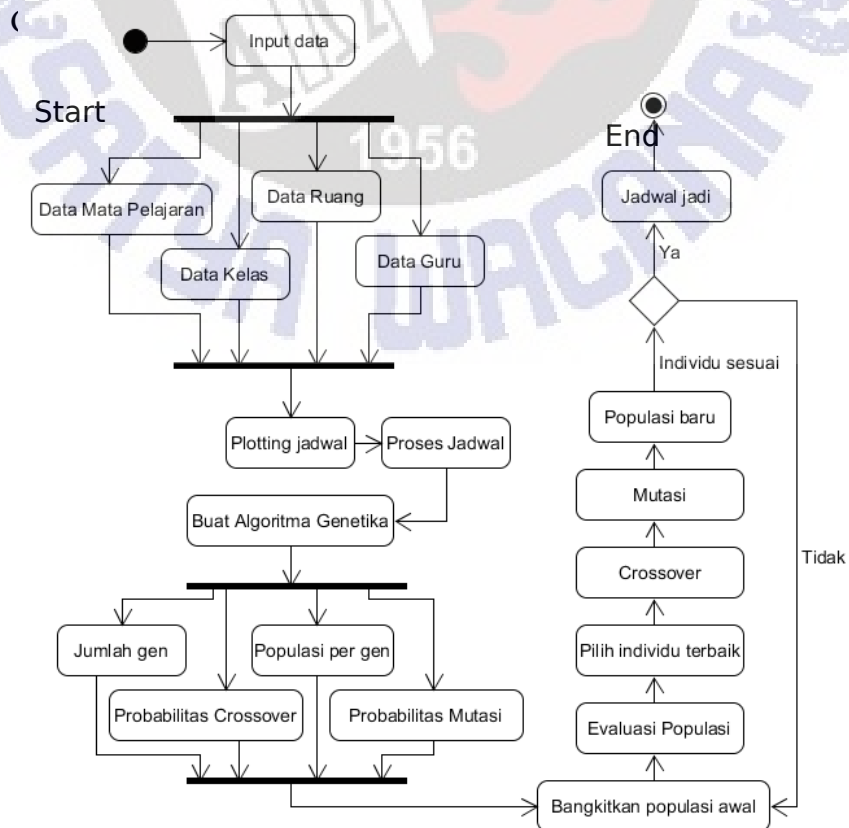 (
Input data
Start
1956
End
Data Mata Pelajaran
Data Ruang
Jadwal jadi
Data Kelas
Data Guru
Ya
SATYA WACANA
Individu sesuai
Populasi baru
Plotting jadwal
Proses Jadwal
Mutasi
Buat Algoritma Genetika
Crossover
Tidak
Jumlah gen
Populasi per gen
Pilih individu terbaik
Probabilitas Crossover
Probabilitas Mutasi
Evaluasi Populasi
Bangkitkan populasi awal